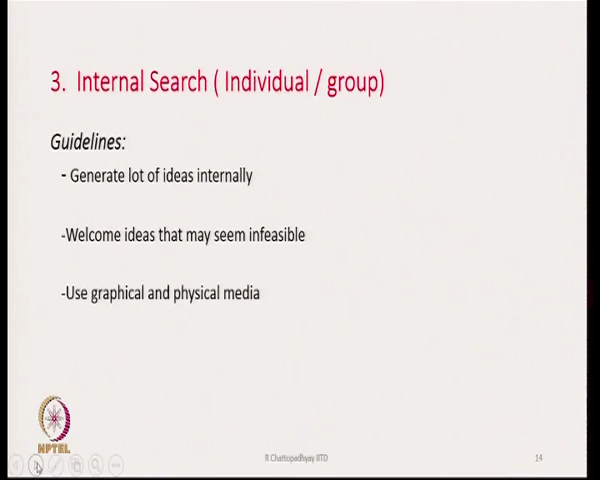 3. Internal Search ( Individual / group)
Guidelines:
- Generate lot of ideas internally
-Welcome ideas that may seem infeasible
-Use graphical and physical media
NPTEL
R Chattopadhyay IITD
14